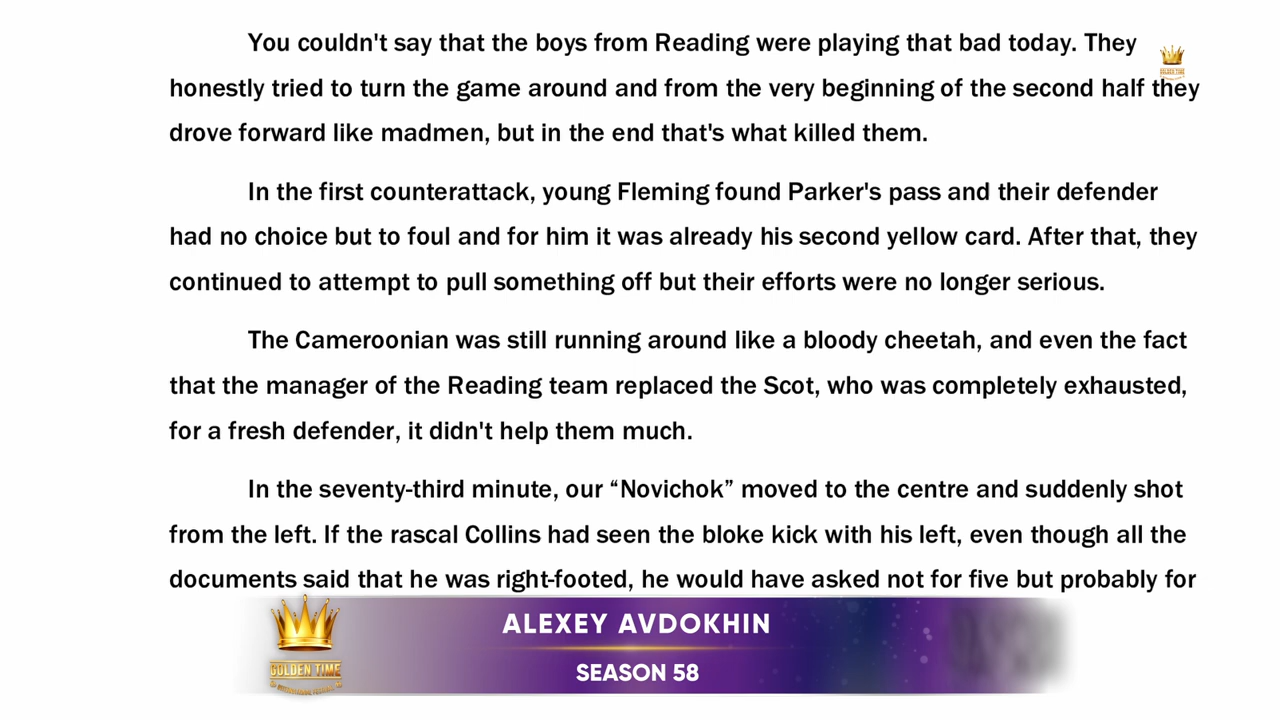 You couldn't say that the boys from Reading were playing that bad today. They
honestly tried to turn the game around and from the very beginning of the second half they
drove forward like madmen, but in the end that's what killed them.
In the first counterattack, young Fleming found Parker's pass and their defender
had no choice but to foul and for him it was already his second yellow card. After that, they
continued to attempt to pull something off but their efforts were no longer serious.
The Cameroonian was still running around like a bloody cheetah, and even the fact
that the manager of the Reading team replaced the Scot, who was completely exhausted,
for a fresh defender, it didn't help them much.
In the seventy-third minute, our “Novichok” moved to the centre and suddenly shot
from the left. If the rascal Collins had seen the bloke kick with his left, even though all the
documents said that he was right-footed, he would have asked not for five but probably for
ALEXEY AVDOKHIN
GOLDEN TIME
SEASON 58